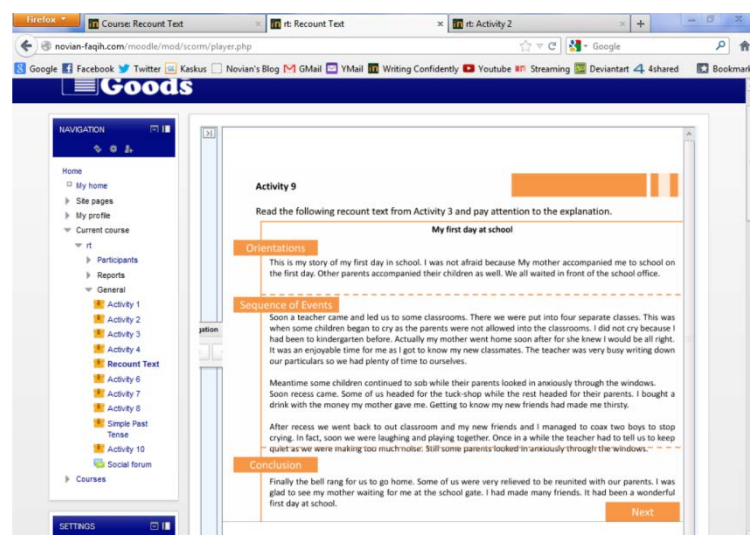 Firefox
Course: Recount Text
rt: Recount Text
rt: Activity 2
novian-faqih.com/moodle/mod/scorm/player.php
Google
Google Facebook Twitter Kaskus Novian's Blog GMail YMail Writing Confidently Youtube Streaming Deviantart 4shared Bookmark
Goods
NAVIGATION
Home
My home
Site pages
My profile
Current course
rt
Participants
Reports
General
Activity 1
Activity 2
Activity 3
Activity 4
Recount Text
Activity 6
Activity 7
Activity 8
Simple Past
Tense
Activity 10
Social forum
Courses
SETTINGS
igation
Activity 9
Read the following recount text from Activity 3 and pay attention to the explanation.
My first day at school
Orientations
This is my story of my first day in school. I was not afraid because My mother accompanied me to school on
the first day. Other parents accompanied their children as well. We all waited in front of the school office.
Sequence of Events
Soon a teacher came and led us to some classrooms. There we were put into four separate classes. This was
when some children began to cry as the parents were not allowed into the classrooms. I did not cry because I
had been to kindergarten before. Actually my mother went home soon after for she knew I would be all right.
It was an enjoyable time for me as I got to know my new classmates. The teacher was very busy writing down
our particulars so we had plenty of time to ourselves.
Meantime some children continued to sob while their parents looked in anxiously through the windows.
Soon recess came. Some of us headed for the tuck-shop while the rest headed for their parents. I bought a
drink with the money my mother gave me. Getting to know my new friends had made me thirsty.
After recess we went back to out classroom and my new friends and I managed to coax two boys to stop
crying. In fact, soon we were laughing and playing together. Once in a while the teacher had to tell us to keep
quiet as we were making too much noise. Still some parents looked in anxiously through the windows.
Conclusion
Finally the bell rang for us to go home. Some of us were very relieved to be reunited with our parents. I was
glad to see my mother waiting for me at the school gate. I had made many friends. It had been a wonderful
first day at school.
Next